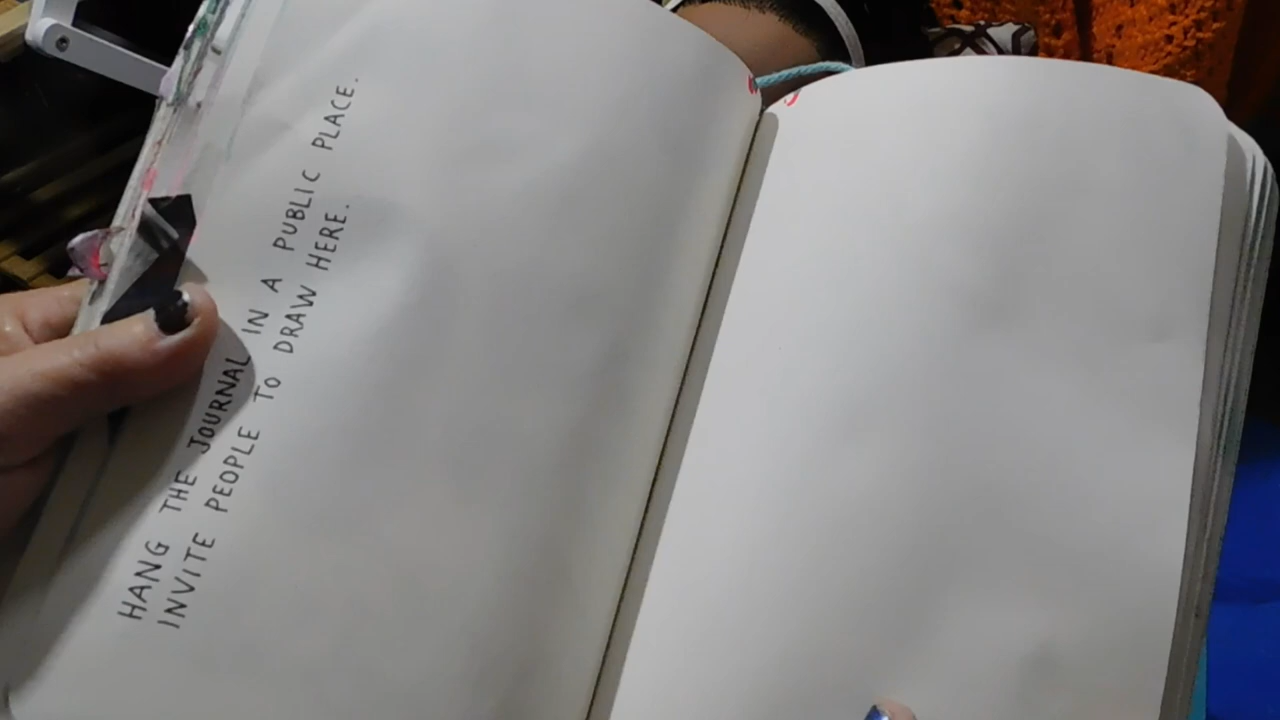 HANG THE JOURNAL IN A PUBLIC PLACE.
INVITE PEOPLE TO DRAW HERE.